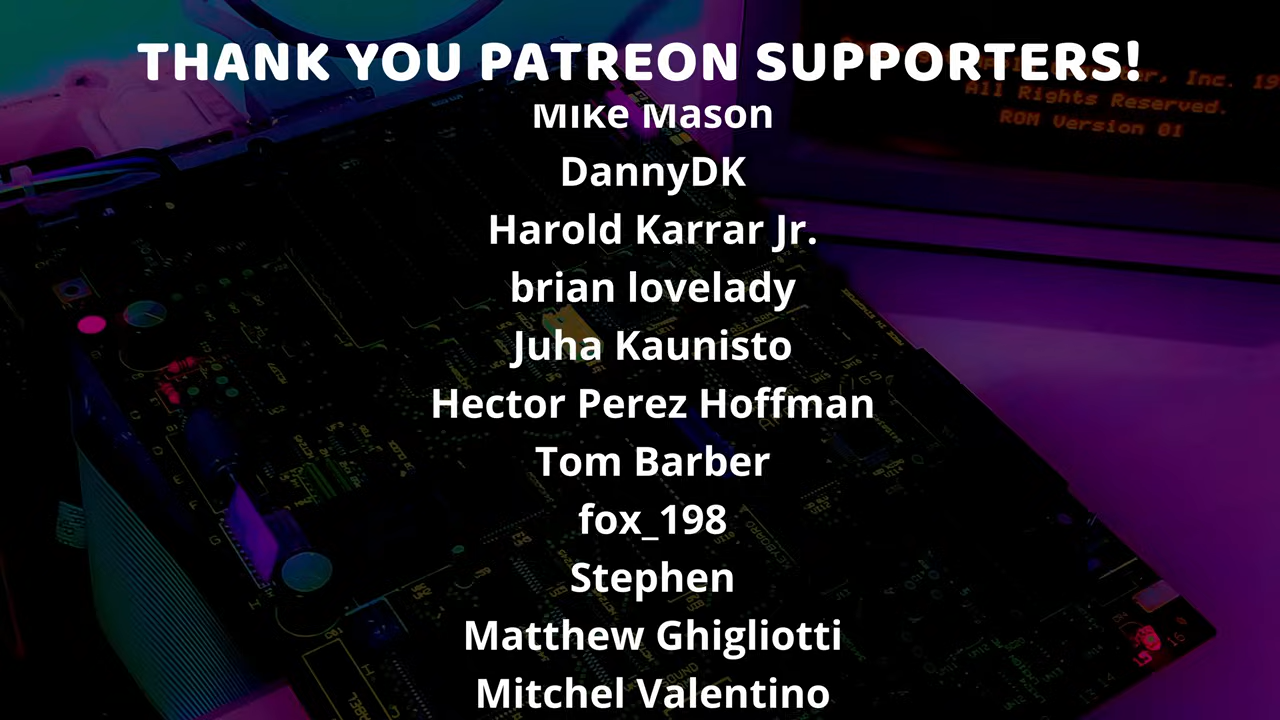 THANK YOU PATREON SUPPORTERS!
Mike Mason
DannyDK
Harold Karrar Jr.
brian lovelady
Juha Kaunisto
Hector Perez Hoffman
Tom Barber
fox_198
Stephen
Matthew Ghigliotti
Mitchel Valentino
All Rights Reserved.
ROM Version 01